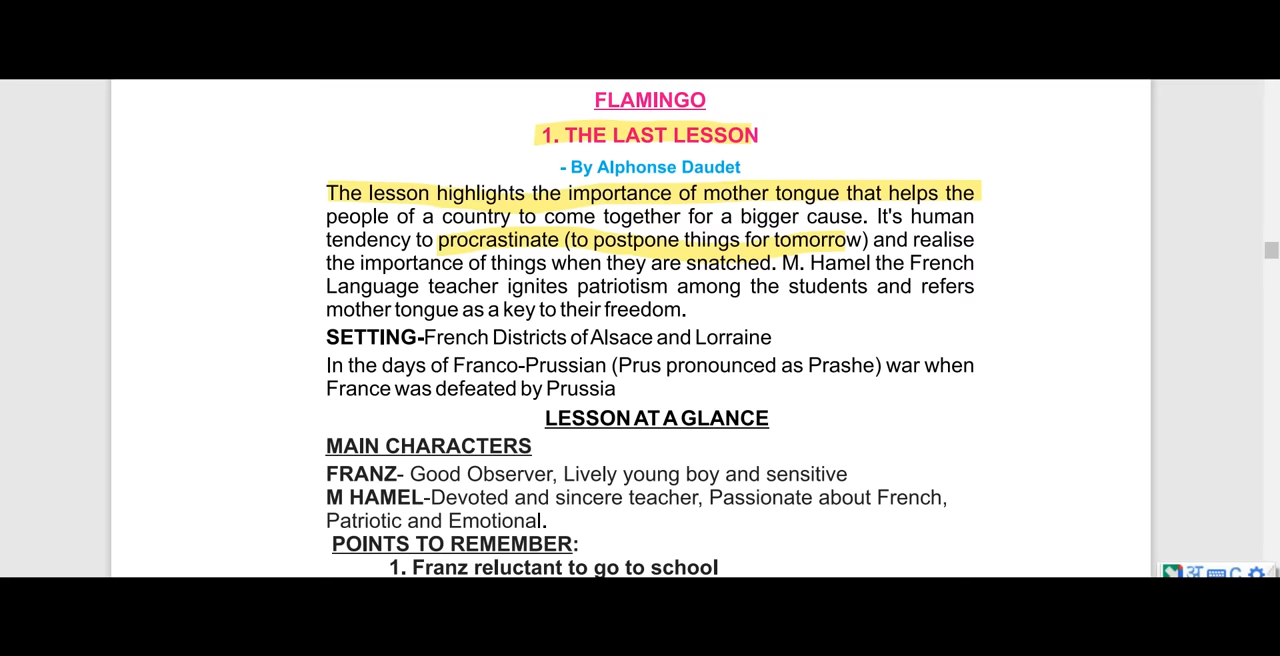 FLAMINGO
1. THE LAST LESSON
- By Alphonse Daudet
The lesson highlights the importance of mother tongue that helps the
people of a country to come together for a bigger cause. It's human
tendency to procrastinate (to postpone things for tomorrow) and realise
the importance of things when they are snatched. M. Hamel the French
Language teacher ignites patriotism among the students and refers
mother tongue as a key to their freedom.
SETTING-French Districts of Alsace and Lorraine
In the days of Franco-Prussian (Prus pronounced as Prashe) war when
France was defeated by Prussia
LESSON AT A GLANCE
MAIN CHARACTERS
FRANZ- Good Observer, Lively young boy and sensitive
M HAMEL-Devoted and sincere teacher, Passionate about French,
Patriotic and Emotional.
POINTS TO REMEMBER:
1. Franz reluctant to go to school
अ